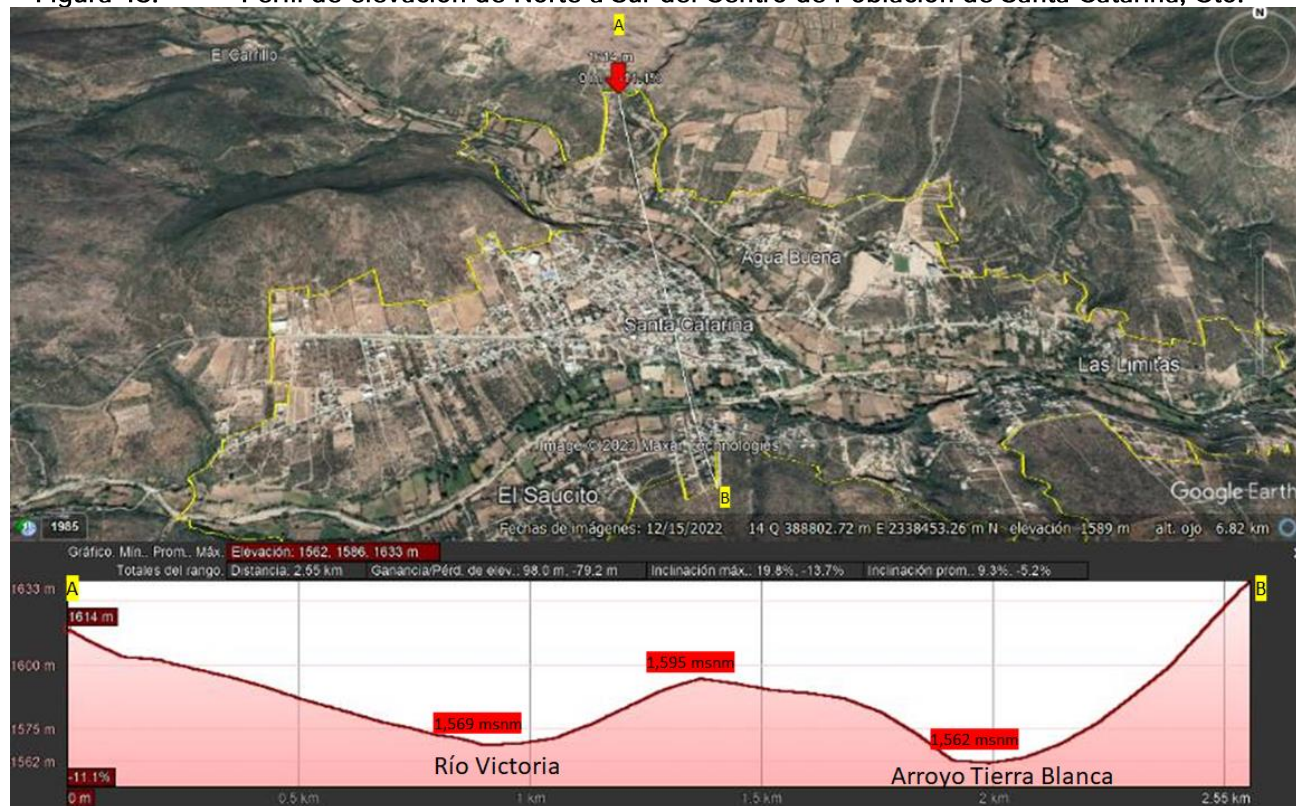 Figura 48. Perfil de elevación de Norte a Sur del Centro de Población de Santa Catarina, Gto.
N
A
El Carrillo
1614 m
Agua Buena
Santa Catarina
Las Limitas
Image © 2023 Maxar Technologies
El Saucito
B
Google Earth
1985
Fechas de imágenes: 12/15/2022 14 Q 388802.72 m E 2338453.26 m N elevación 1589 m alt. ojo 6.82 km
Gráfico. Mín., Prom., Máx. Elevación: 1562, 1586, 1633 m
Totales del rango: Distancia: 2.55 km Ganancia/Pérd. de elev.: 98.0 m, -79.2 m Inclinación máx.: 19.8%, -13.7% Inclinación prom.: 9.3%, -5.2%
1633 m A B
1614 m
1600 m 1,595 msnm
1575 m 1,569 msnm 1,562 msnm
1562 m Río Victoria Arroyo Tierra Blanca
-11.1%
0 m 0.5 km 1 km 1.5 km 2 km 2.55 km